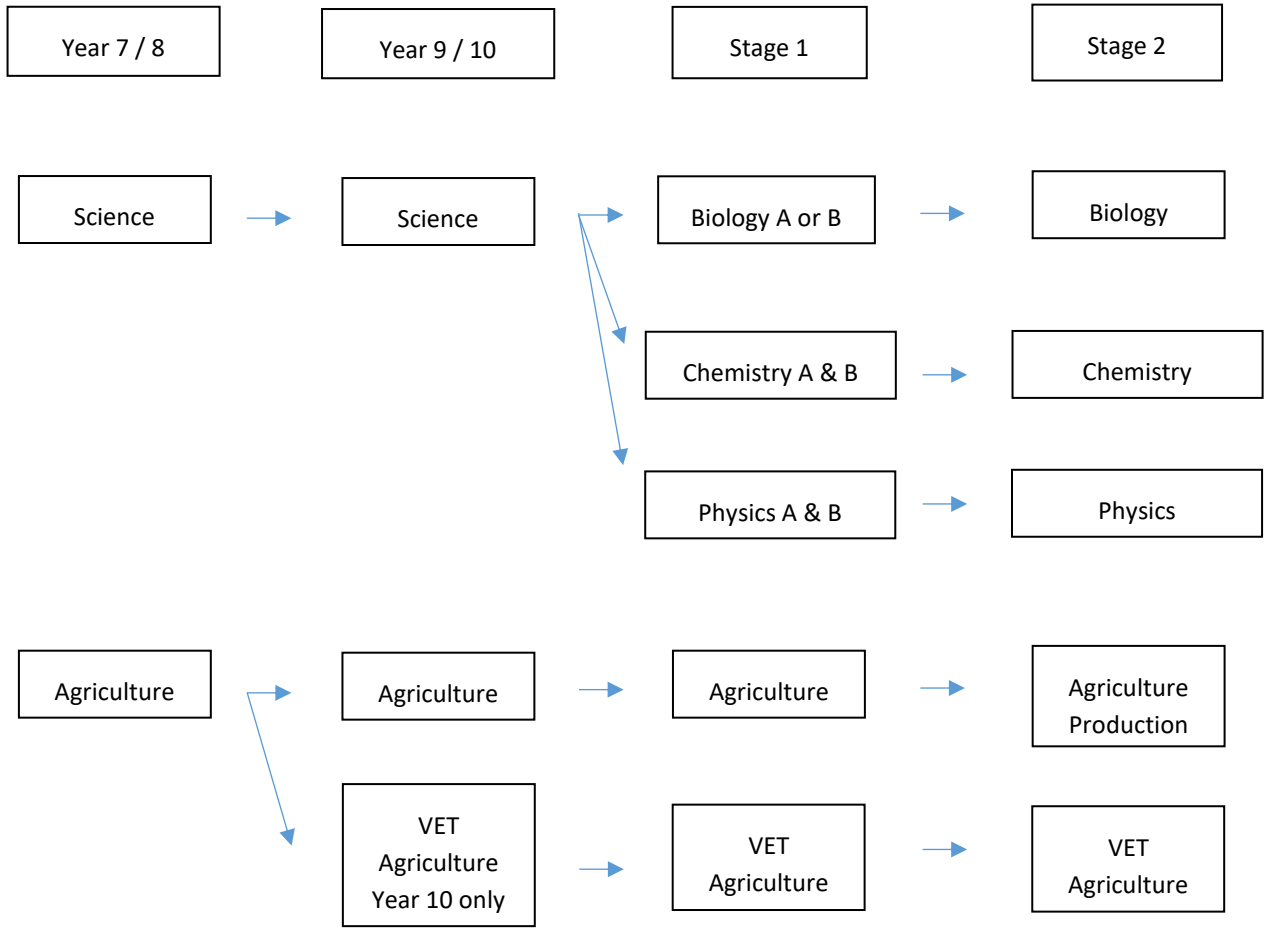 Year 7 / 8
Year 9 / 10
Stage 1
Stage 2
Science
Science
Biology A or B
Biology
Chemistry A & B
Chemistry
Physics A & B
Physics
Agriculture
Agriculture
Agriculture
Agriculture
Production
VET
Agriculture
Year 10 only
VET
Agriculture
VET
Agriculture